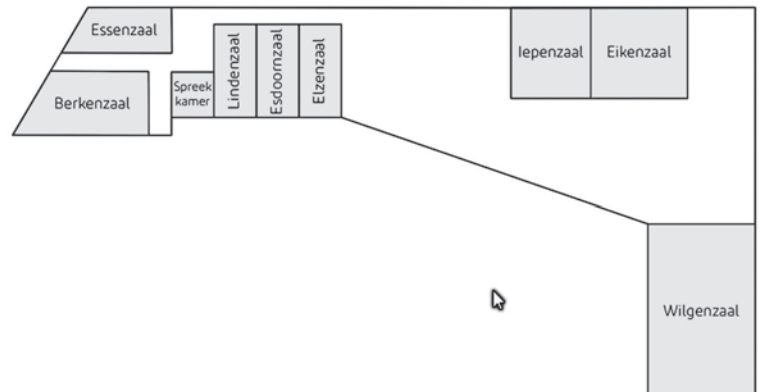 Essenzaal
Berkenzaal
Spreek
kamer
Lindenzaal
Esdoornzaal
Elzenzaal
Iepenzaal
Eikenzaal
Wilgenzaal